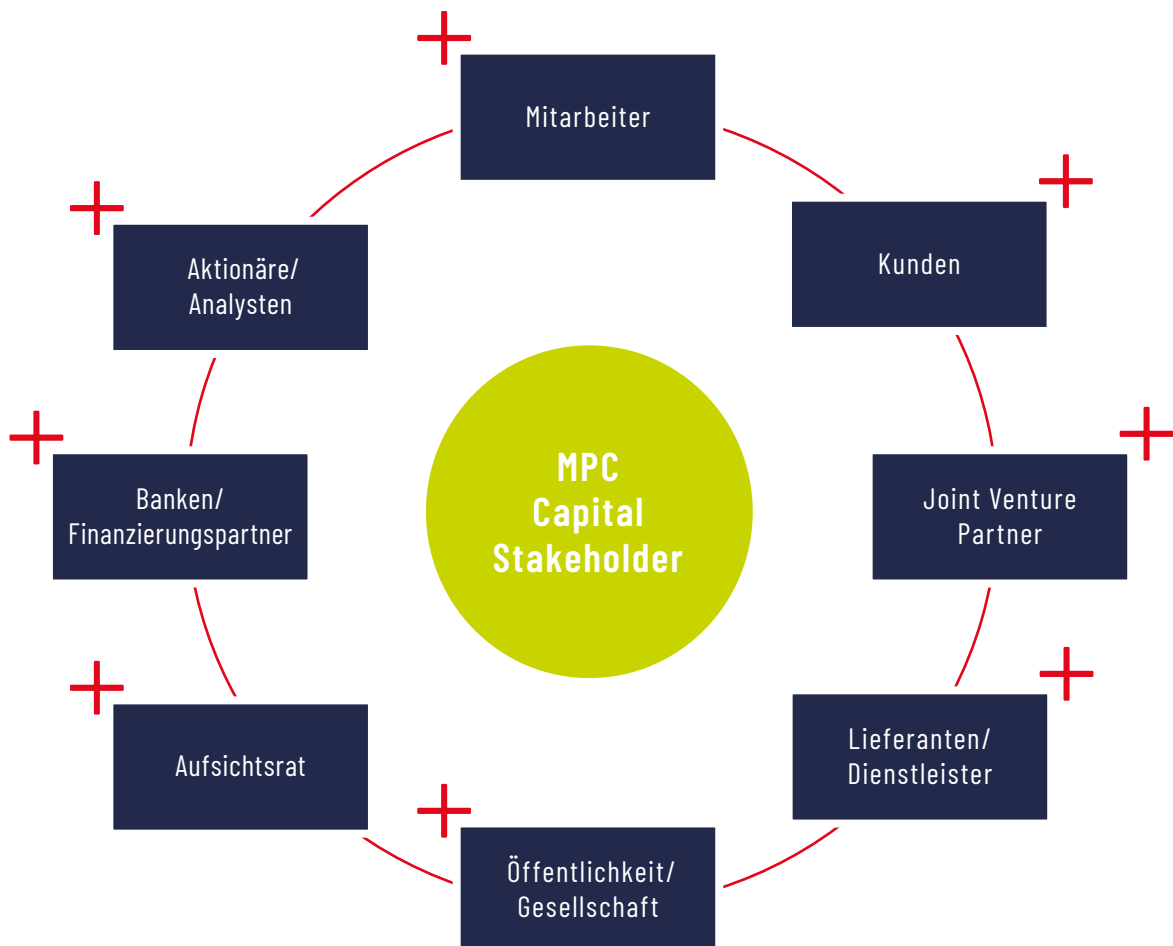 Mitarbeiter
Kunden
Joint Venture
Partner
Lieferanten/
Dienstleister
Öffentlichkeit/
Gesellschaft
Aufsichtsrat
Banken/
Finanzierungspartner
Aktionäre/
Analysten
MPC
Capital
Stakeholder